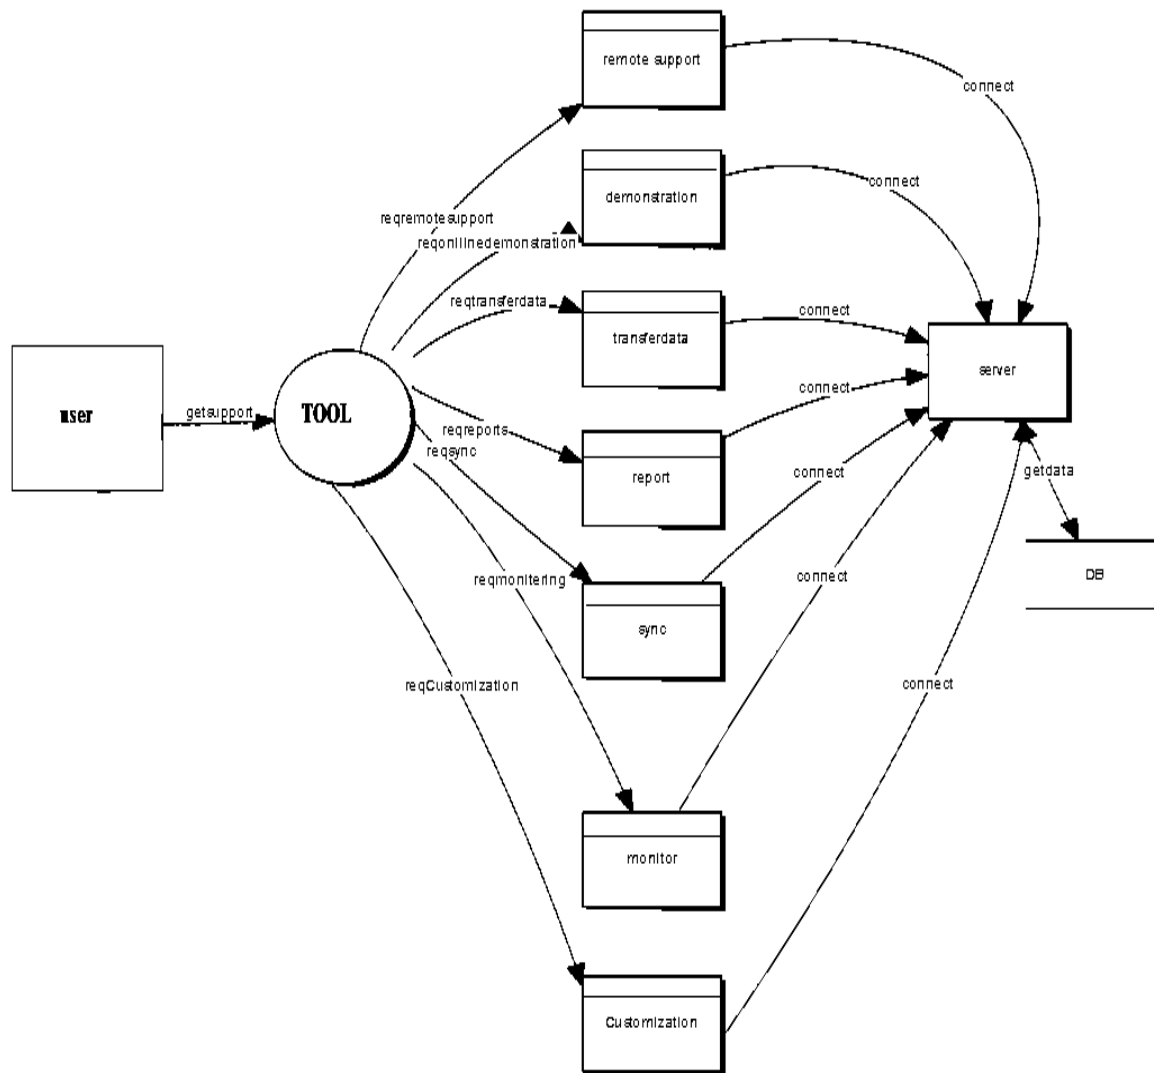 remote support
connect
demonstration
connect
reqremotesupport
reqonlilinedemonstration
reqtransferdata
transferdata
connect
server
user
getsupport
TOOL
connect
reqreports
reqsync
report
connect
getdata
DB
reqmonitering
connect
sync
reqCustomization
connect
monitor
Customization